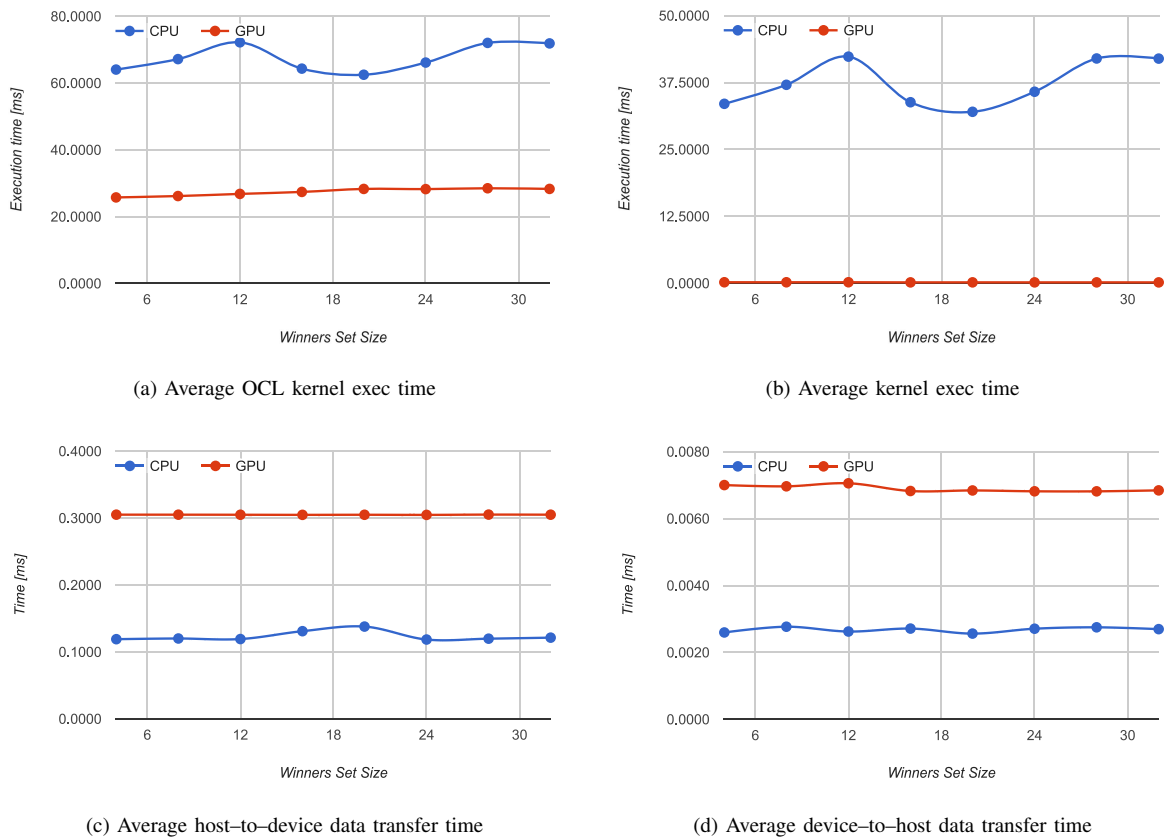 80.0000
CPU GPU
60.0000
40.0000
20.0000
0.0000
6 12 18 24 30
Execution time [ms]
Winners Set Size
(a) Average OCL kernel exec time
50.0000
CPU GPU
37.5000
25.0000
12.5000
0.0000
6 12 18 24 30
Execution time [ms]
Winners Set Size
(b) Average kernel exec time
0.4000
CPU GPU
0.3000
0.2000
0.1000
0.0000
6 12 18 24 30
Time [ms]
Winners Set Size
(c) Average host–to–device data transfer time
0.0080
CPU GPU
0.0060
0.0040
0.0020
0.0000
6 12 18 24 30
Time [ms]
Winners Set Size
(d) Average device–to–host data transfer time